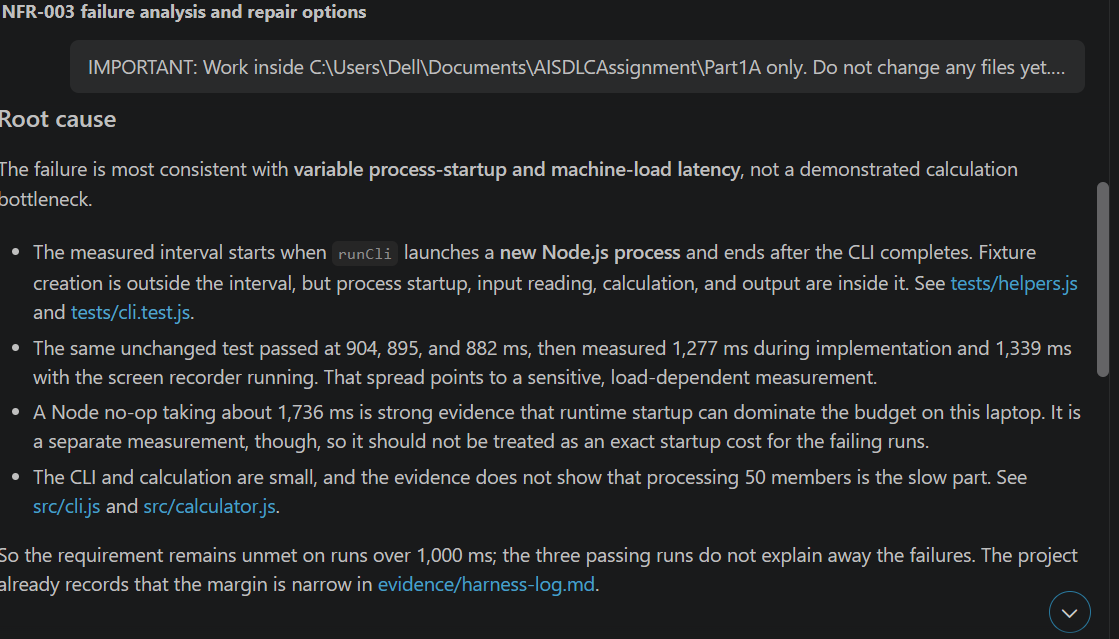 NFR-003 failure analysis and repair options
IMPORTANT: Work inside C:\Users\Dell\Documents\AISDLCAssignment\Part1A only. Do not change any files yet....
Root cause
The failure is most consistent with variable process-startup and machine-load latency, not a demonstrated calculation
bottleneck.
The measured interval starts when runCli launches a new Node.js process and ends after the CLI completes. Fixture
creation is outside the interval, but process startup, input reading, calculation, and output are inside it. See tests/helpers.js
and tests/cli.test.js.
The same unchanged test passed at 904, 895, and 882 ms, then measured 1,277 ms during implementation and 1,339 ms
with the screen recorder running. That spread points to a sensitive, load-dependent measurement.
A Node no-op taking about 1,736 ms is strong evidence that runtime startup can dominate the budget on this laptop. It is
a separate measurement, though, so it should not be treated as an exact startup cost for the failing runs.
The CLI and calculation are small, and the evidence does not show that processing 50 members is the slow part. See
src/cli.js and src/calculator.js.
So the requirement remains unmet on runs over 1,000 ms; the three passing runs do not explain away the failures. The project
already records that the margin is narrow in evidence/harness-log.md.